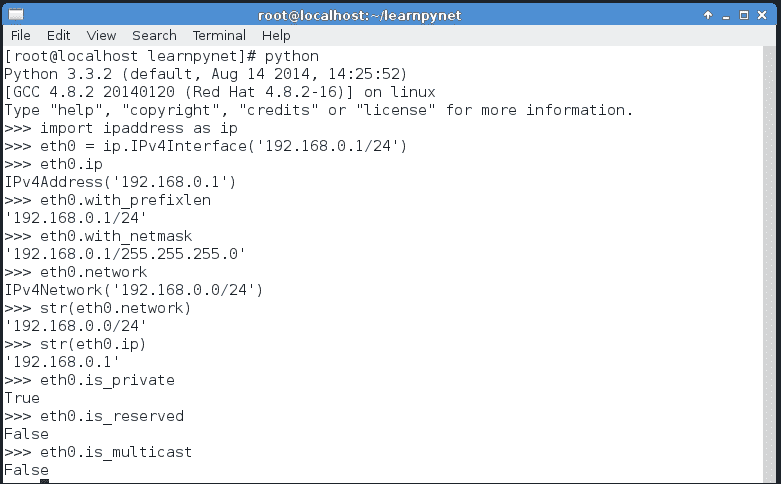 root@localhost:~/learnpynet
File Edit View Search Terminal Help
[root@localhost learnpynet]# python
Python 3.3.2 (default, Aug 14 2014, 14:25:52)
[GCC 4.8.2 20140120 (Red Hat 4.8.2-16)] on linux
Type "help", "copyright", "credits" or "license" for more information.
>>> import ipaddress as ip
>>> eth0 = ip.IPv4Interface('192.168.0.1/24')
>>> eth0.ip
IPv4Address('192.168.0.1')
>>> eth0.with_prefixlen
'192.168.0.1/24'
>>> eth0.with_netmask
'192.168.0.1/255.255.255.0'
>>> eth0.network
IPv4Network('192.168.0.0/24')
>>> str(eth0.network)
'192.168.0.0/24'
>>> str(eth0.ip)
'192.168.0.1'
>>> eth0.is_private
True
>>> eth0.is_reserved
False
>>> eth0.is_multicast
False